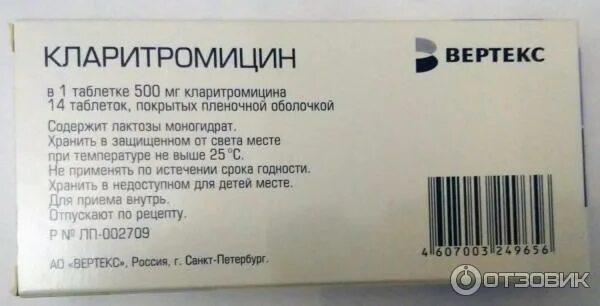 КЛАРИТРОМИЦИН
ВЕРТЕКС
в 1 таблетке 500 мг кларитромицина
14 таблеток, покрытых пленочной оболочкой
Содержит лактозы моногидрат.
Хранить в защищенном от света месте
при температуре не выше 25 °С.
Не применять по истечении срока годности.
Хранить в недоступном для детей месте.
Для приема внутрь.
Отпускают по рецепту.
Р № ЛП-002709
4 607003 249656
АО «ВЕРТЕКС», Россия, г. Санкт-Петербург.
ОТЗОВИК